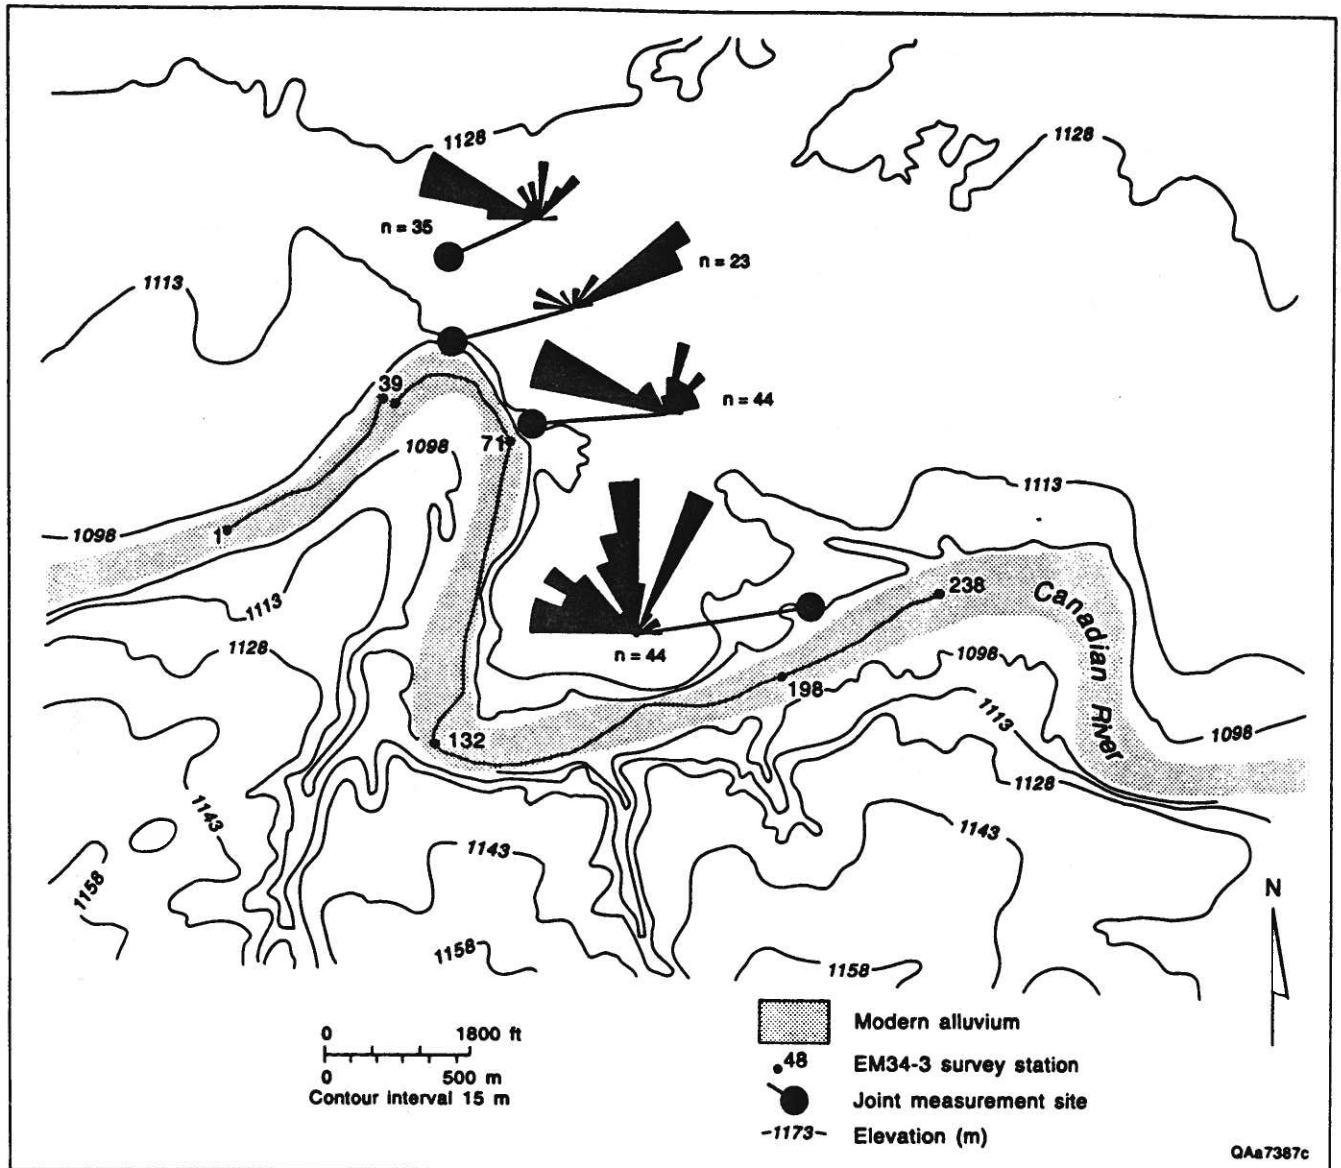 1128
1128
n = 35
n = 23
1113
39
n = 44
71
1098
1113
1098
1
238
Canadian River
1113
n = 44
1128
1098
198
1113
132
1098
1128
1143
1143
1143
1158
1158
1158
N
0 1800 ft
0 500 m
Contour interval 15 m
Modern alluvium
48 EM34-3 survey station
Joint measurement site
-1173- Elevation (m)
QAa7387c